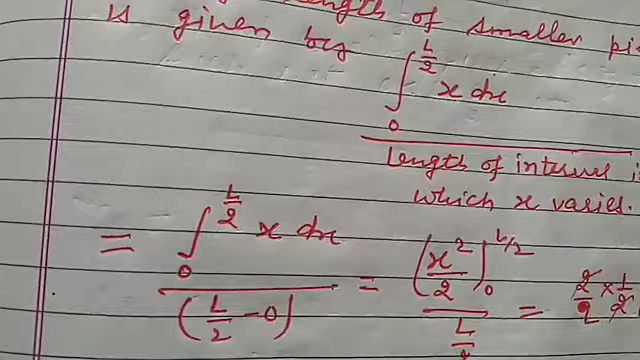 length of smaller
is given by
∫₀^(L/2) x dx
length of interval
which x varies.
= ∫₀^(L/2) x dx / (L/2 - 0) = (x²/2)₀^(L/2) / (L/2) =